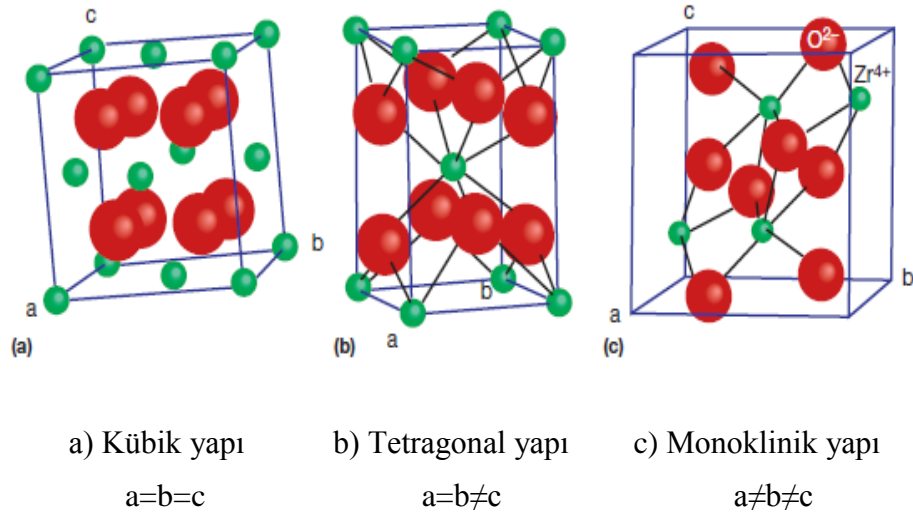 c
b
a
(a)
b
a
(b)
c
O²⁻
Zr⁴⁺
b
a
(c)
a) Kübik yapı
a=b=c
b) Tetragonal yapı
a=b≠c
c) Monoklinik yapı
a≠b≠c